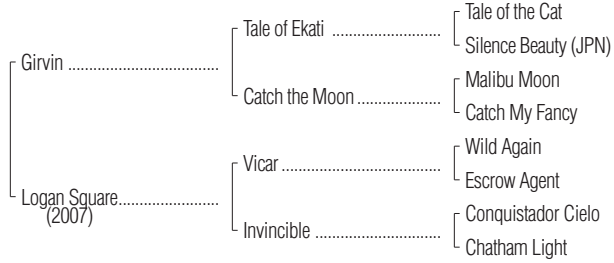 Tale of the Cat
Tale of Ekati ..............................
Silence Beauty (JPN)
Girvin ..........................................
Malibu Moon
Catch the Moon ......................
Catch My Fancy
Wild Again
Vicar ............................................
Escrow Agent
Logan Square............................
(2007)
Conquistador Cielo
Invincible ...................................
Chatham Light